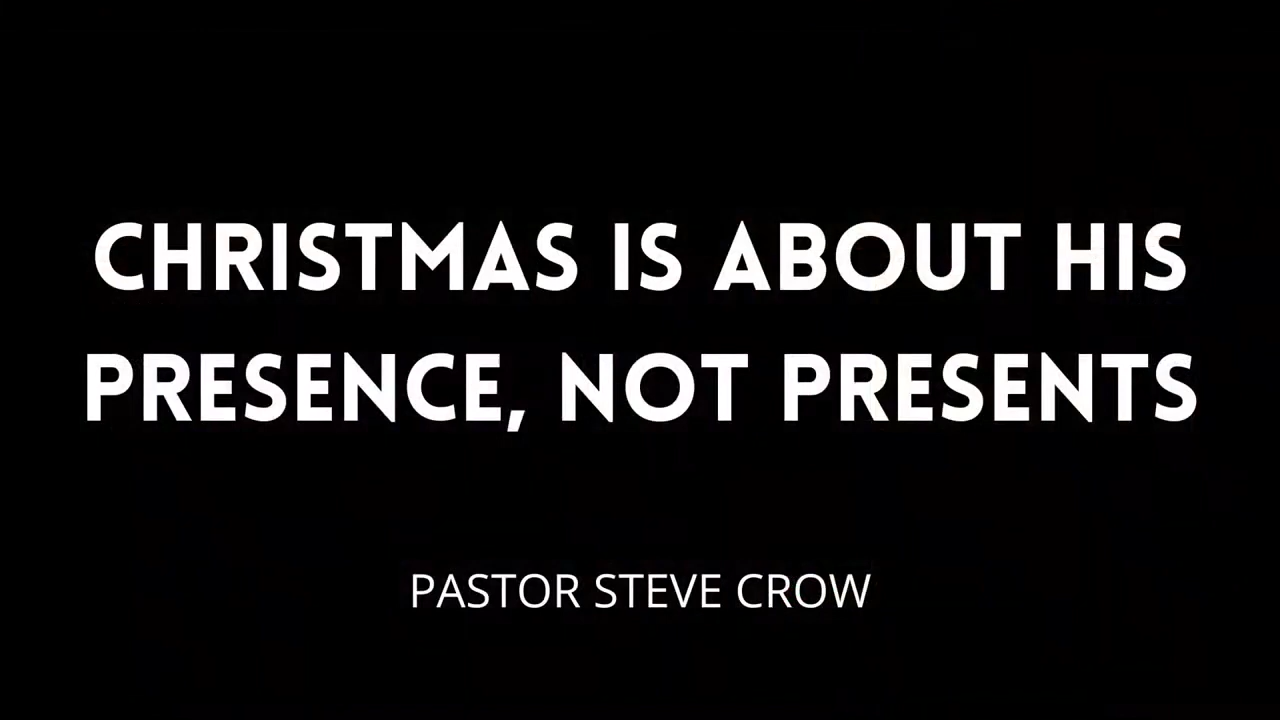 CHRISTMAS IS ABOUT HIS
PRESENCE, NOT PRESENTS
PASTOR STEVE CROW